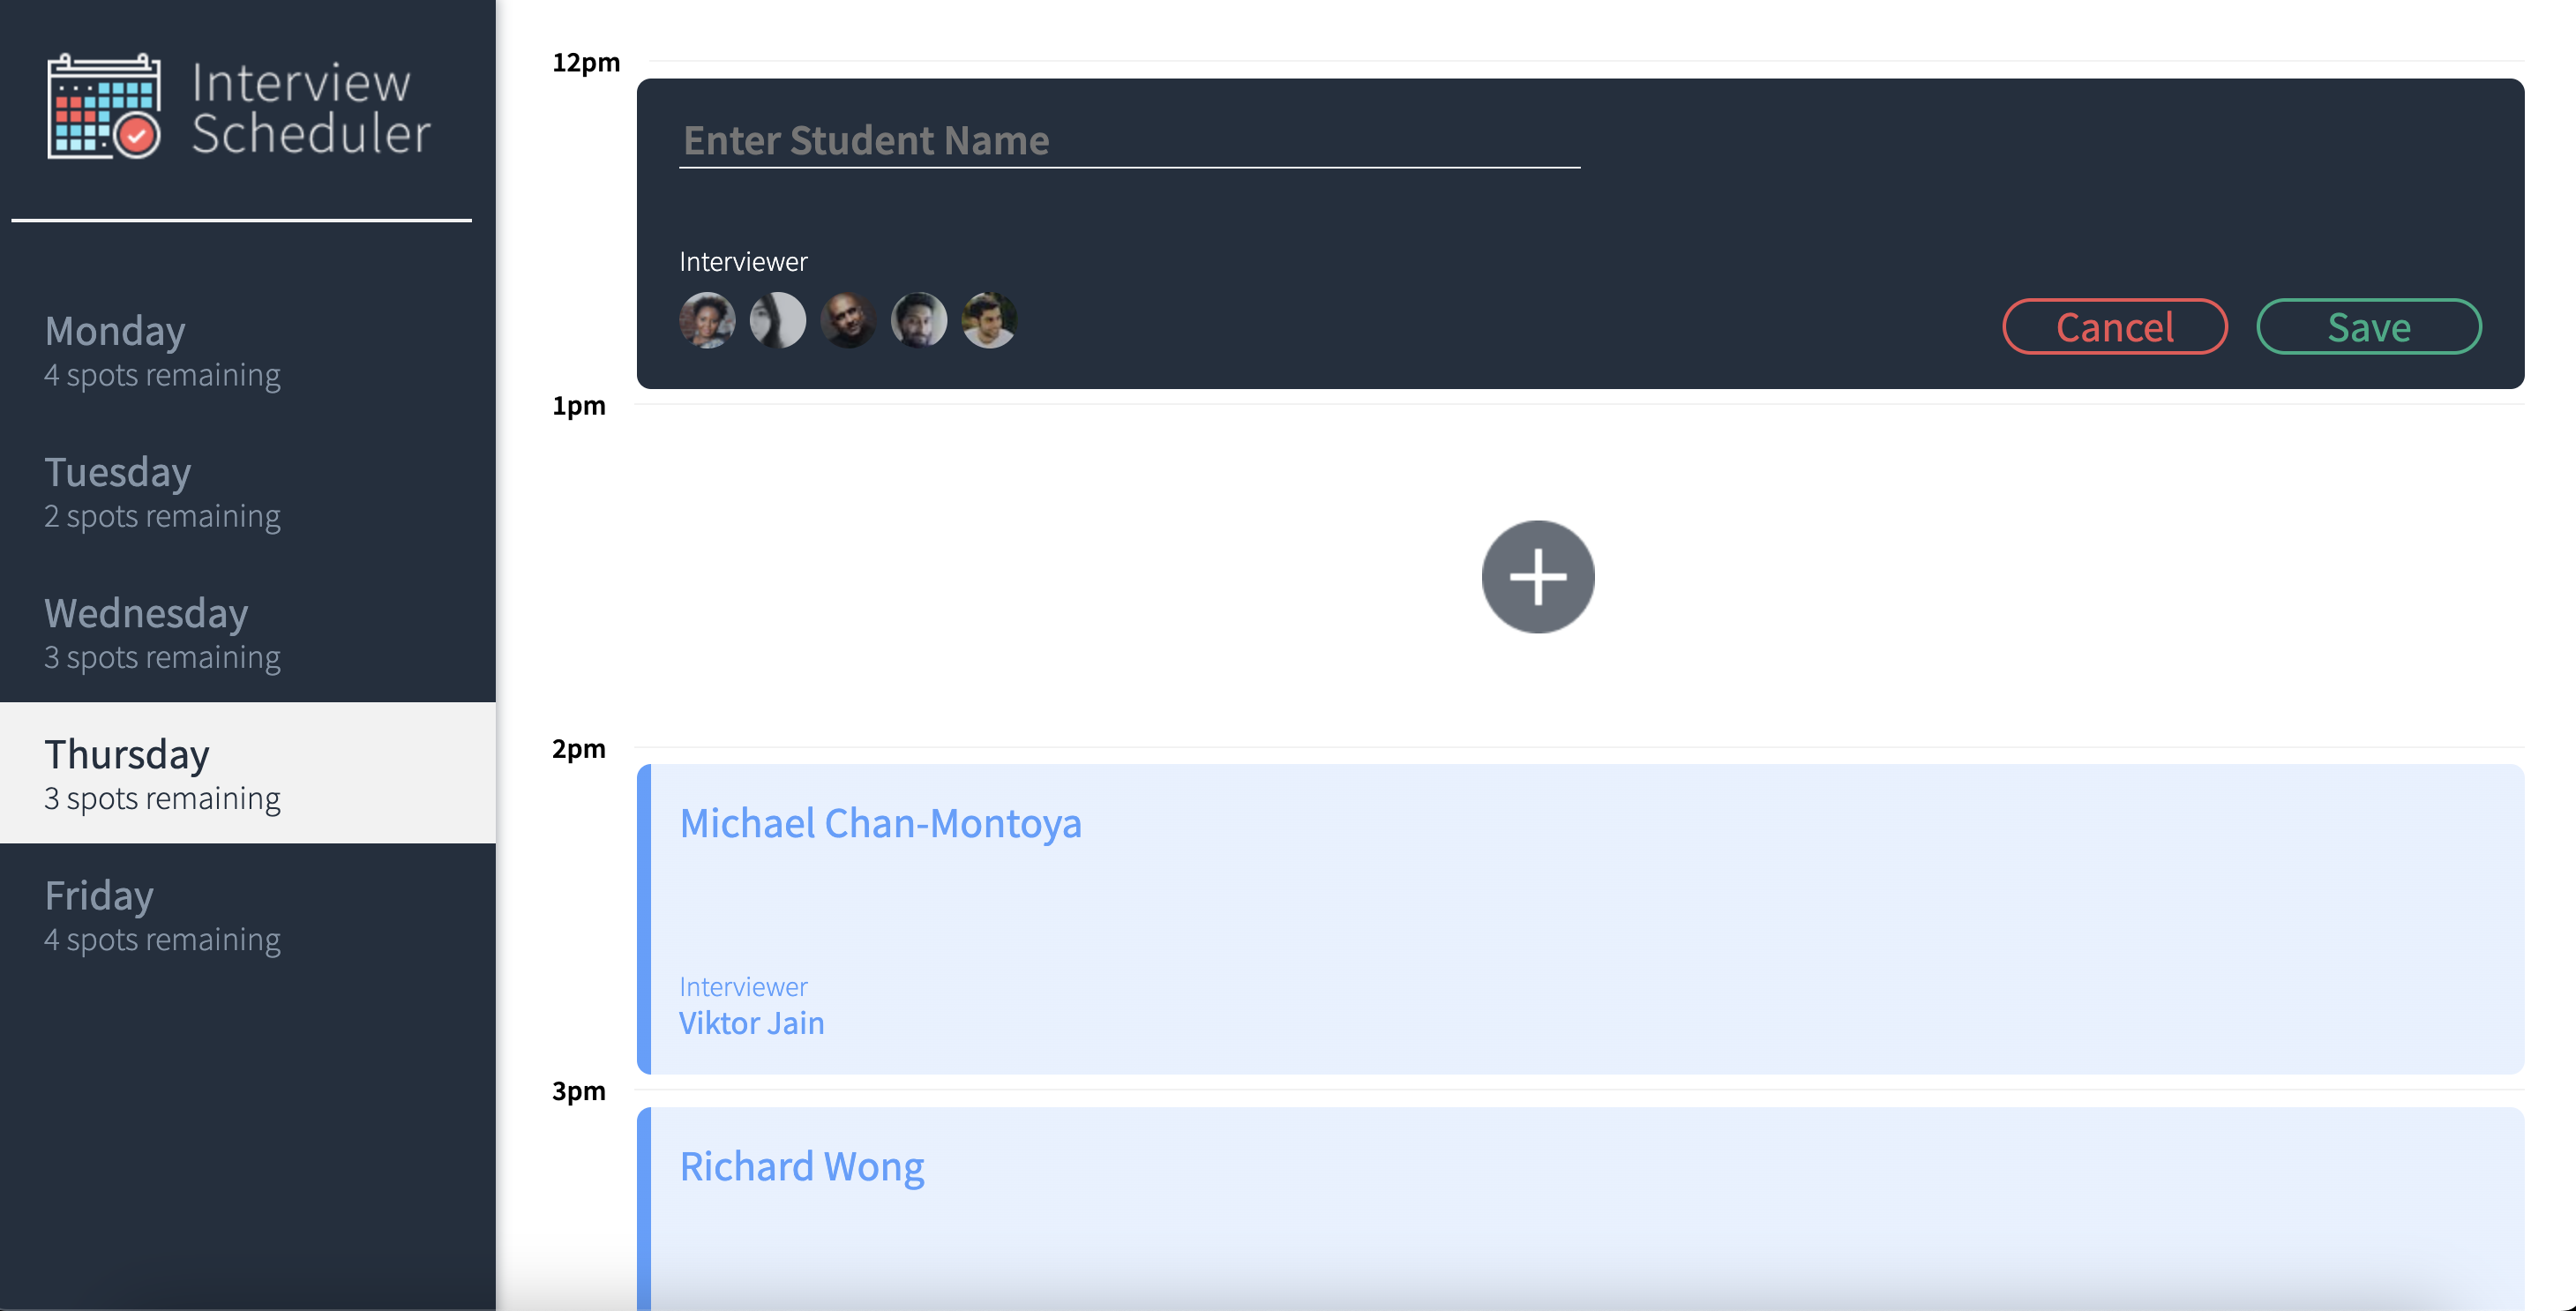 Interview
Scheduler
Monday
4 spots remaining
Tuesday
2 spots remaining
Wednesday
3 spots remaining
Thursday
3 spots remaining
Friday
4 spots remaining
12pm
Enter Student Name
Interviewer
Cancel
Save
1pm
2pm
Michael Chan-Montoya
Interviewer
Viktor Jain
3pm
Richard Wong